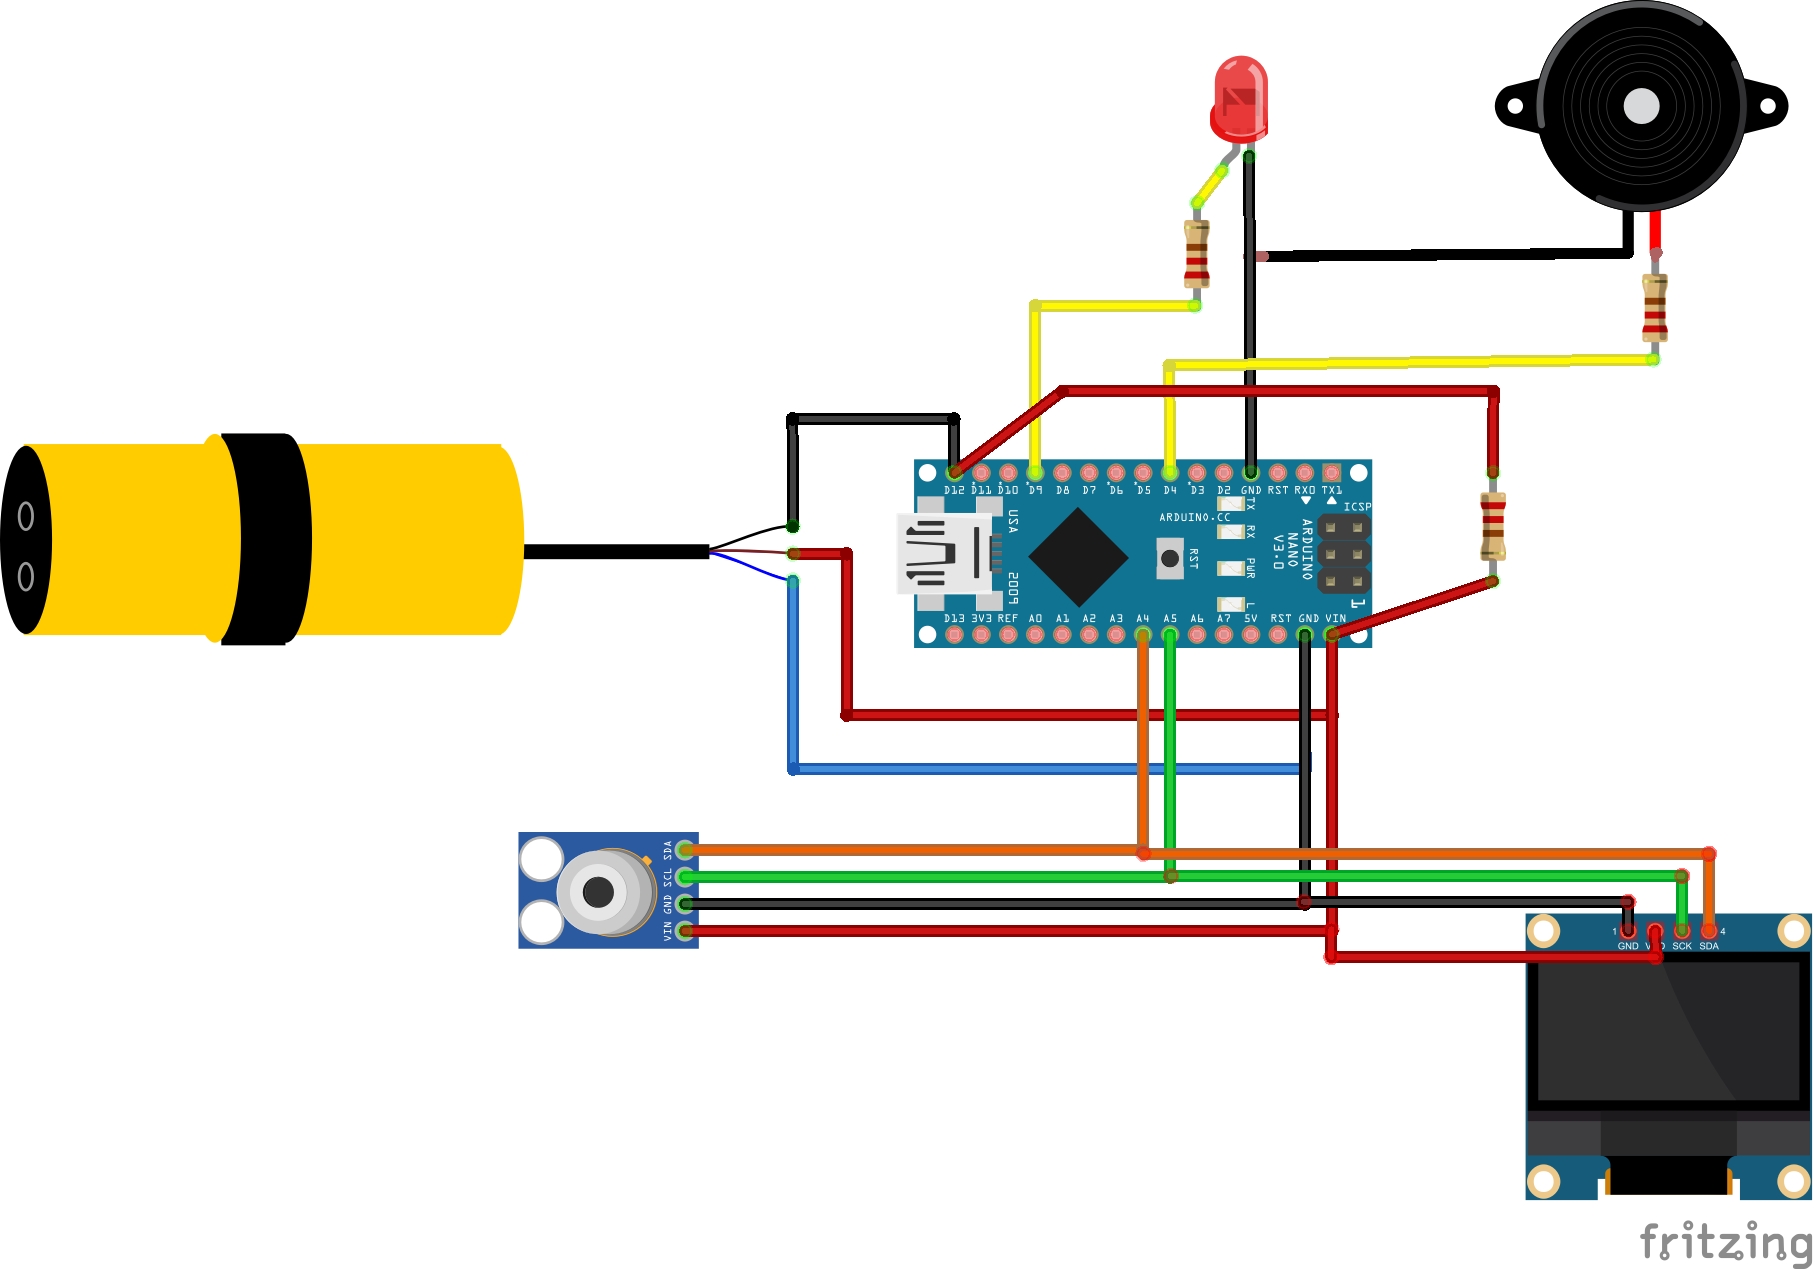 D12 D11 D10 D9 D8 D7 D6 D5 D4 D3 D2 GND RST RX0 TX1
TX
ICSP
USA
ARDUINO.CC
RX
ARDUINO
NANO
V3.0
RST
PWR
2009
L
1
D13 3V3 REF A0 A1 A2 A3 A4 A5 A6 A7 5V RST GND VIN
SDA
SCL
GND
VIN
1 4
GND SCK SDA
fritzing